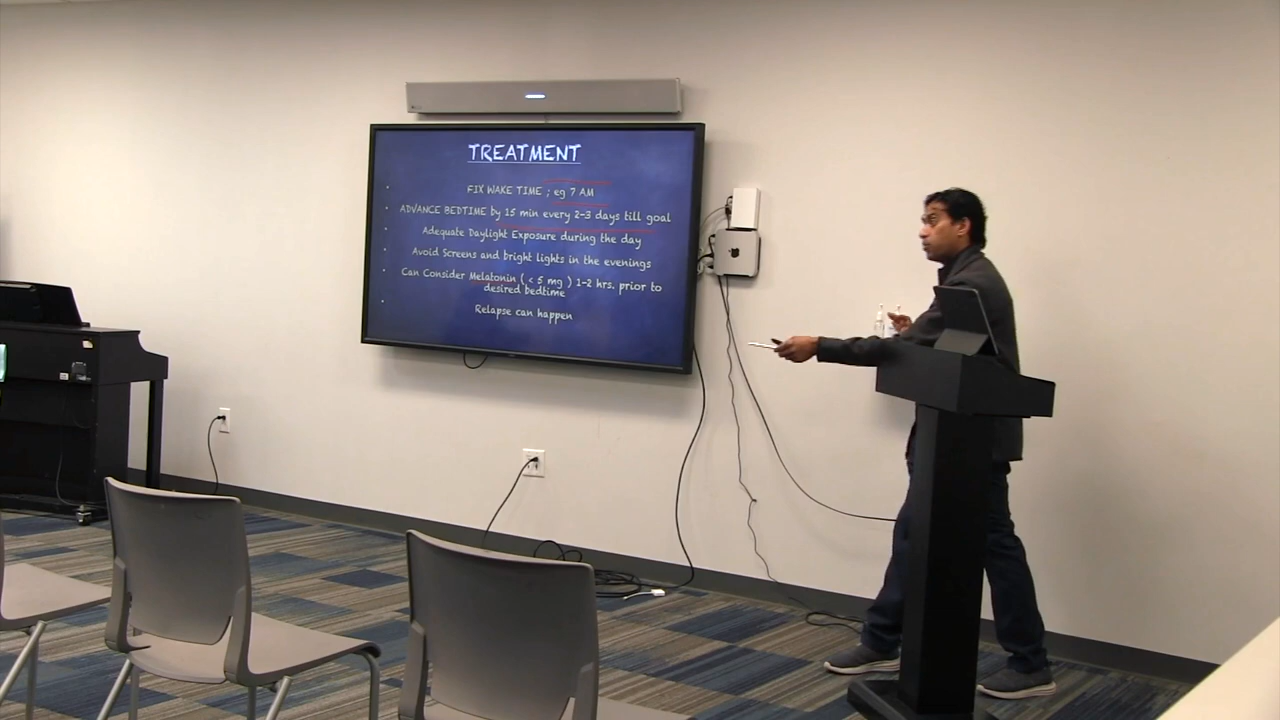 TREATMENT
FIX WAKE TIME ; eg 7 AM
ADVANCE BEDTIME by 15 min every 2-3 days till goal
Adequate Daylight Exposure during the day
Avoid Screens and bright lights in the evenings
Can Consider Melatonin ( < 5 mg ) 1-2 hrs. prior to
desired bedtime
Relapse can happen